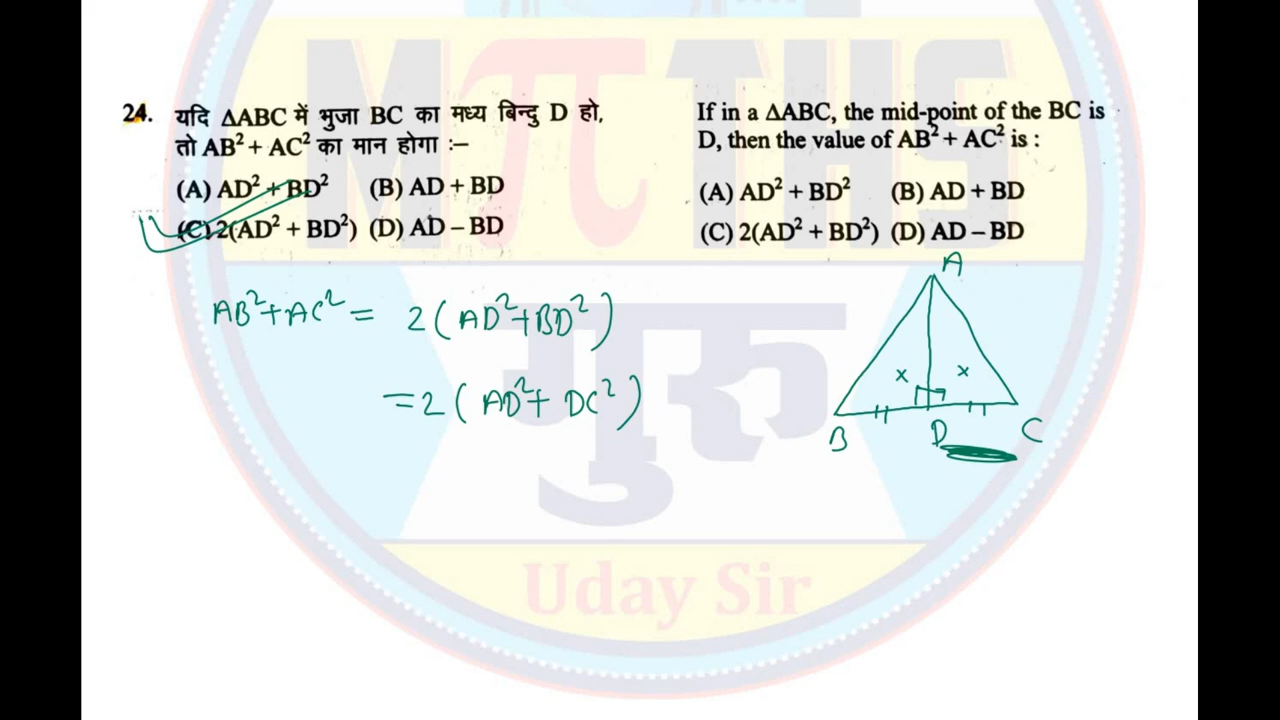 MπTHS
24. यदि ΔABC में भुजा BC का मध्य बिन्दु D हो,
तो AB² + AC² का मान होगा :–
(A) AD² + BD² (B) AD + BD
(C) 2(AD² + BD²) (D) AD – BD
If in a ΔABC, the mid-point of the BC is
D, then the value of AB² + AC² is :
(A) AD² + BD² (B) AD + BD
(C) 2(AD² + BD²) (D) AD – BD
AB²+AC² = 2(AD²+BD²)
=2(AD²+ DC²)
A
x x
B D C
गुरु
Uday Sir